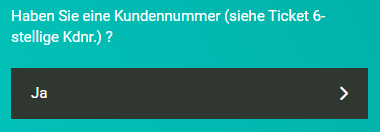 Haben Sie eine Kundennummer (siehe Ticket 6-
stellige Kdnr.) ?
Ja